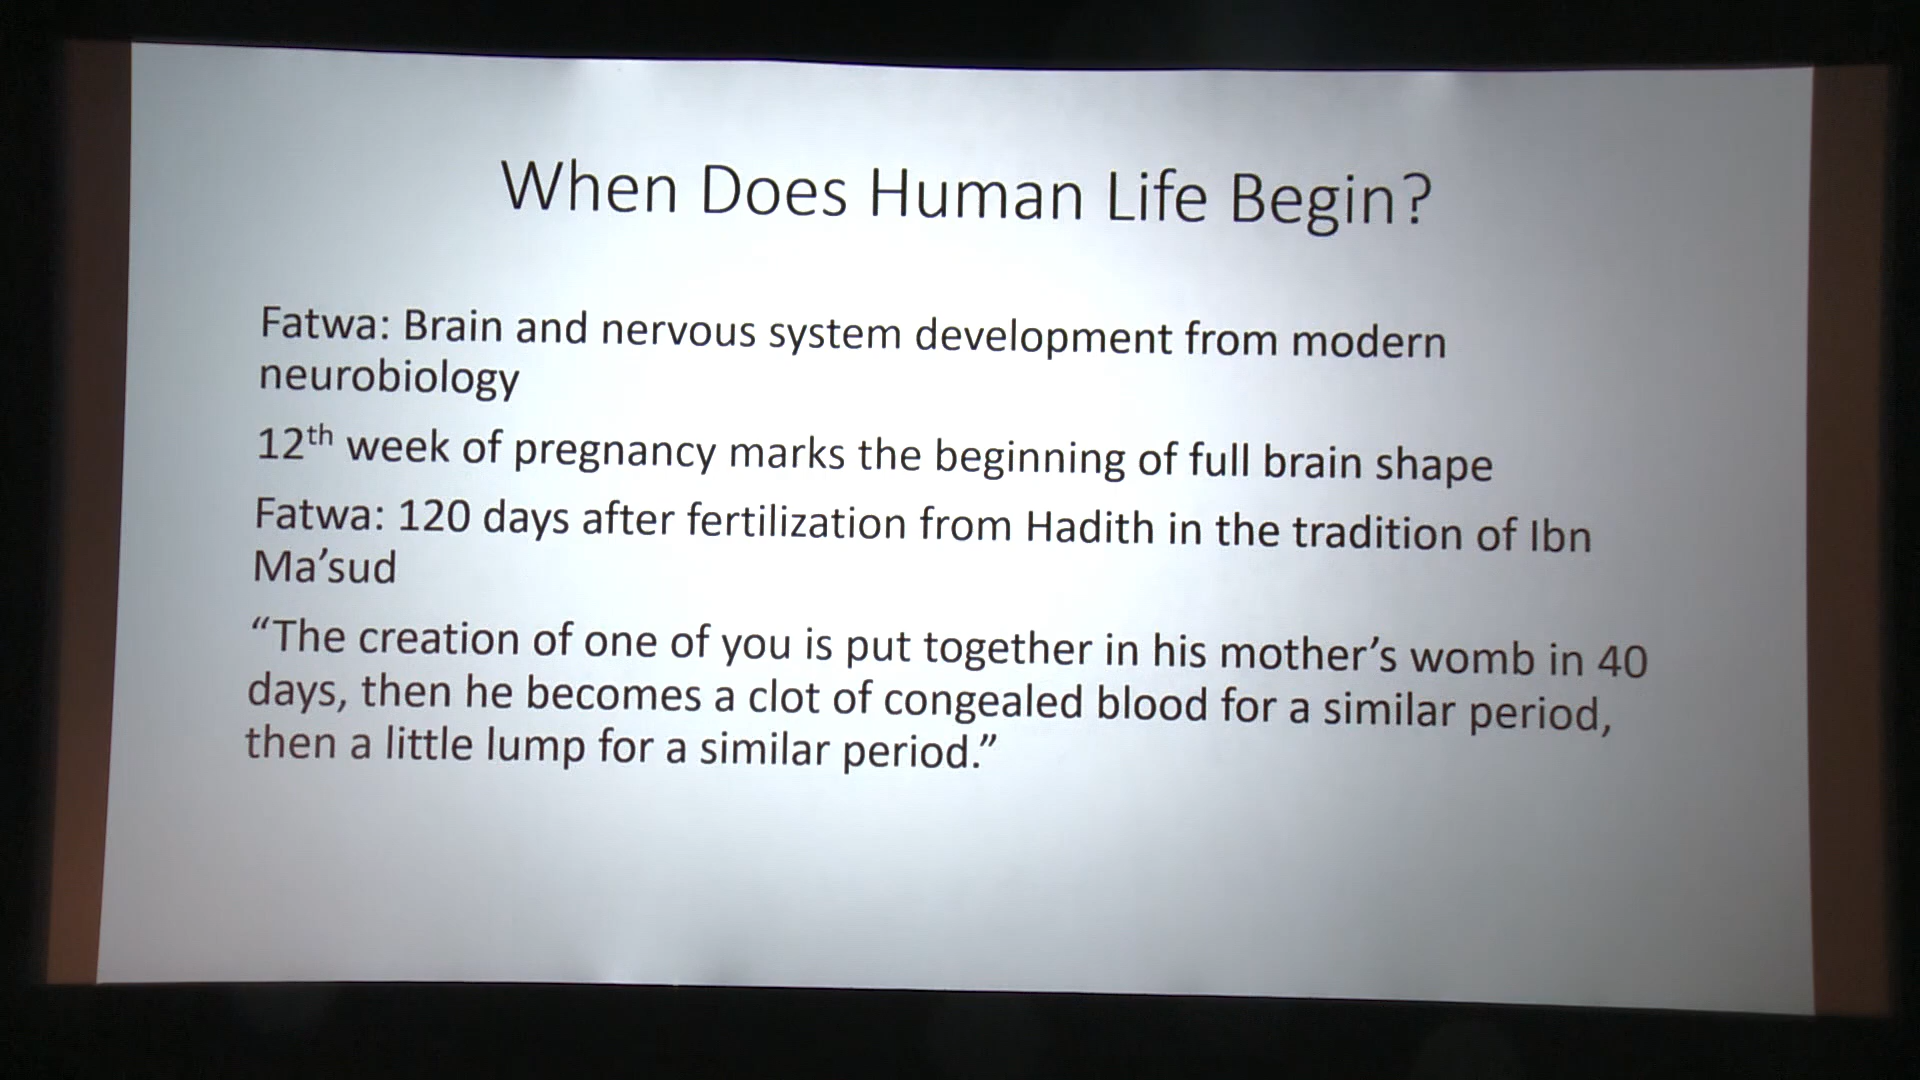 When Does Human Life Begin?
Fatwa: Brain and nervous system development from modern
neurobiology
12th week of pregnancy marks the beginning of full brain shape
Fatwa: 120 days after fertilization from Hadith in the tradition of Ibn
Ma’sud
“The creation of one of you is put together in his mother’s womb in 40
days, then he becomes a clot of congealed blood for a similar period,
then a little lump for a similar period.”